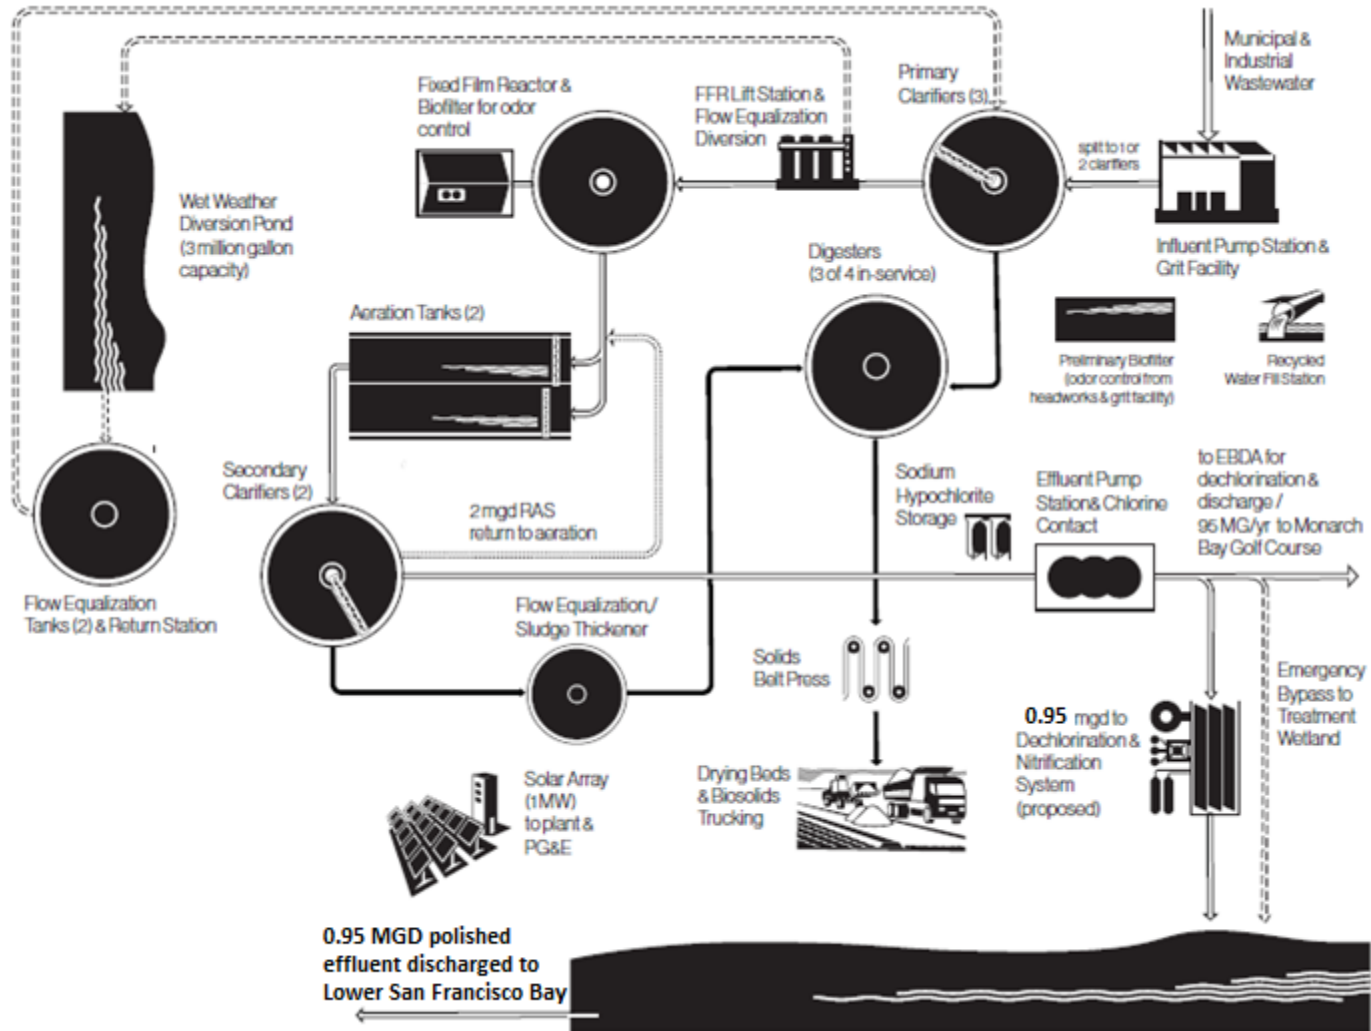 Municipal &
Industrial
Wastewater
Primary
Clarifiers (3)
FFR Lift Station &
Flow Equalization
Diversion
Fixed Film Reactor &
Biofilter for odor
control
split to 1 or
2 clarifiers
Wet Weather
Diversion Pond
(3 million gallon
capacity)
Influent Pump Station &
Grit Facility
Digesters
(3 of 4 in-service)
Aeration Tanks (2)
Preliminary Biofilter
(odor control from
headworks & grit facility)
Recycled
Water Fill Station
Secondary
Clarifiers (2)
2 mgd RAS
return to aeration
Sodium
Hypochlorite
Storage
Effluent Pump
Station & Chlorine
Contact
to EBDA for
dechlorination &
discharge /
95 MG/yr to Monarch
Bay Golf Course
Flow Equalization
Tanks (2) & Return Station
Flow Equalization/
Sludge Thickener
Solids
Belt Press
Emergency
Bypass to
Treatment
Wetland
0.95 mgd to
Dechlorination &
Nitrification
System
(proposed)
Solar Array
(1 MW)
to plant &
PG&E
Drying Beds
& Biosolids
Trucking
0.95 MGD polished
effluent discharged to
Lower San Francisco Bay